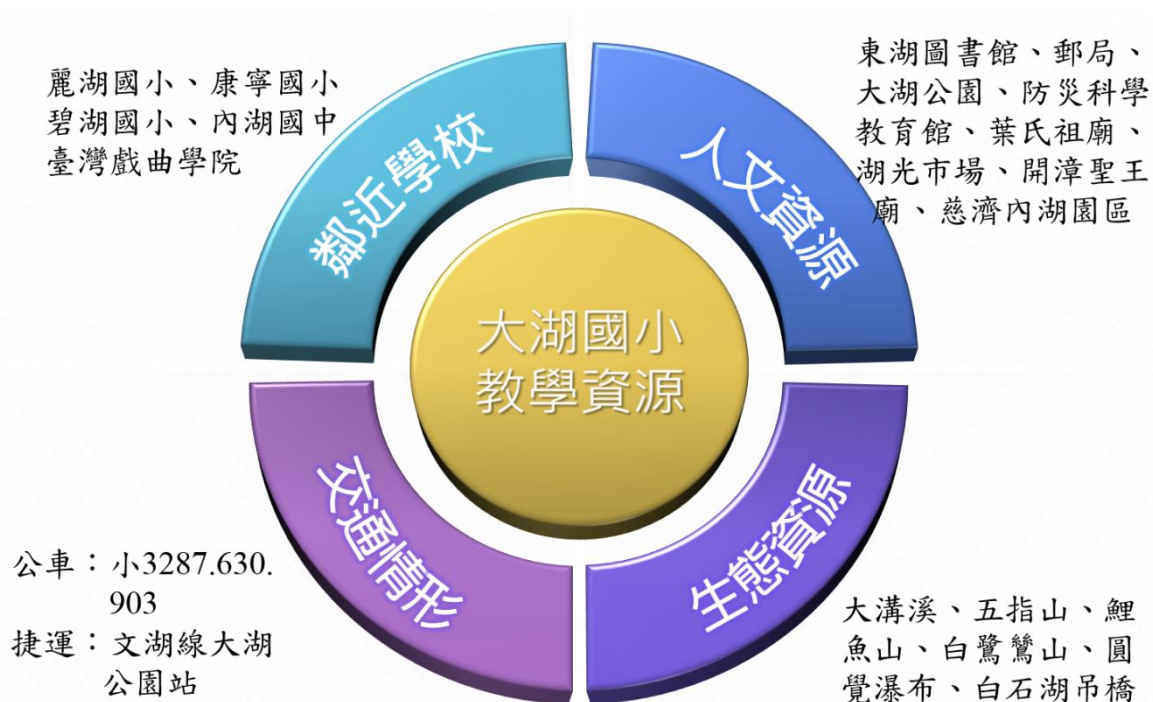 麗湖國小、康寧國小
碧湖國小、內湖國中
臺灣戲曲學院
鄰近學校
人文資源
東湖圖書館、郵局、
大湖公園、防災科學
教育館、葉氏祖廟、
湖光市場、開漳聖王
廟、慈濟內湖園區
大湖國小
教學資源
交通情形
公車：小3287.630.
903
捷運：文湖線大湖
公園站
生態資源
大溝溪、五指山、鯉
魚山、白鷺鷥山、圓
覺瀑布、白石湖吊橋